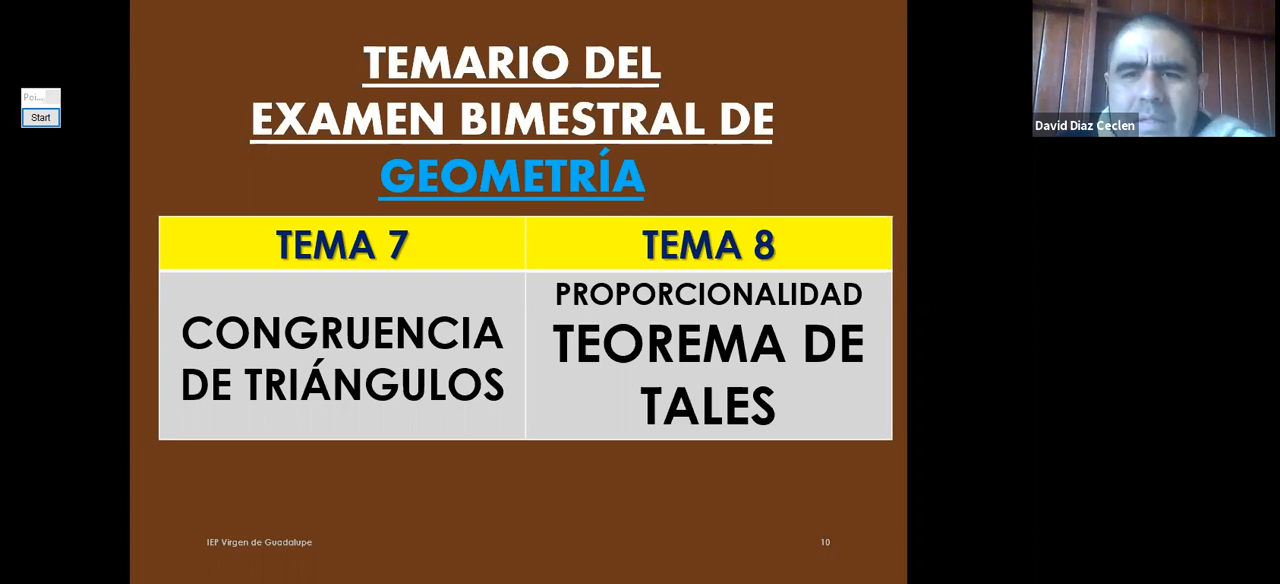 TEMARIO DEL
EXAMEN BIMESTRAL DE
GEOMETRÍA
TEMA 7
TEMA 8
CONGRUENCIA
DE TRIÁNGULOS
PROPORCIONALIDAD
TEOREMA DE
TALES
IEP Virgen de Guadalupe
10
Poi...
Start
David Diaz Ceclen